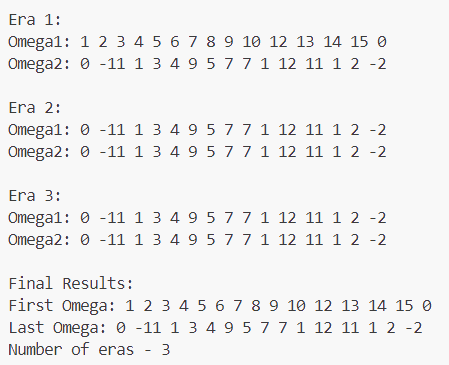 Era 1:
Omega1: 1 2 3 4 5 6 7 8 9 10 12 13 14 15 0
Omega2: 0 -11 1 3 4 9 5 7 7 1 12 11 1 2 -2
Era 2:
Omega1: 0 -11 1 3 4 9 5 7 7 1 12 11 1 2 -2
Omega2: 0 -11 1 3 4 9 5 7 7 1 12 11 1 2 -2
Era 3:
Omega1: 0 -11 1 3 4 9 5 7 7 1 12 11 1 2 -2
Omega2: 0 -11 1 3 4 9 5 7 7 1 12 11 1 2 -2
Final Results:
First Omega: 1 2 3 4 5 6 7 8 9 10 12 13 14 15 0
Last Omega: 0 -11 1 3 4 9 5 7 7 1 12 11 1 2 -2
Number of eras - 3